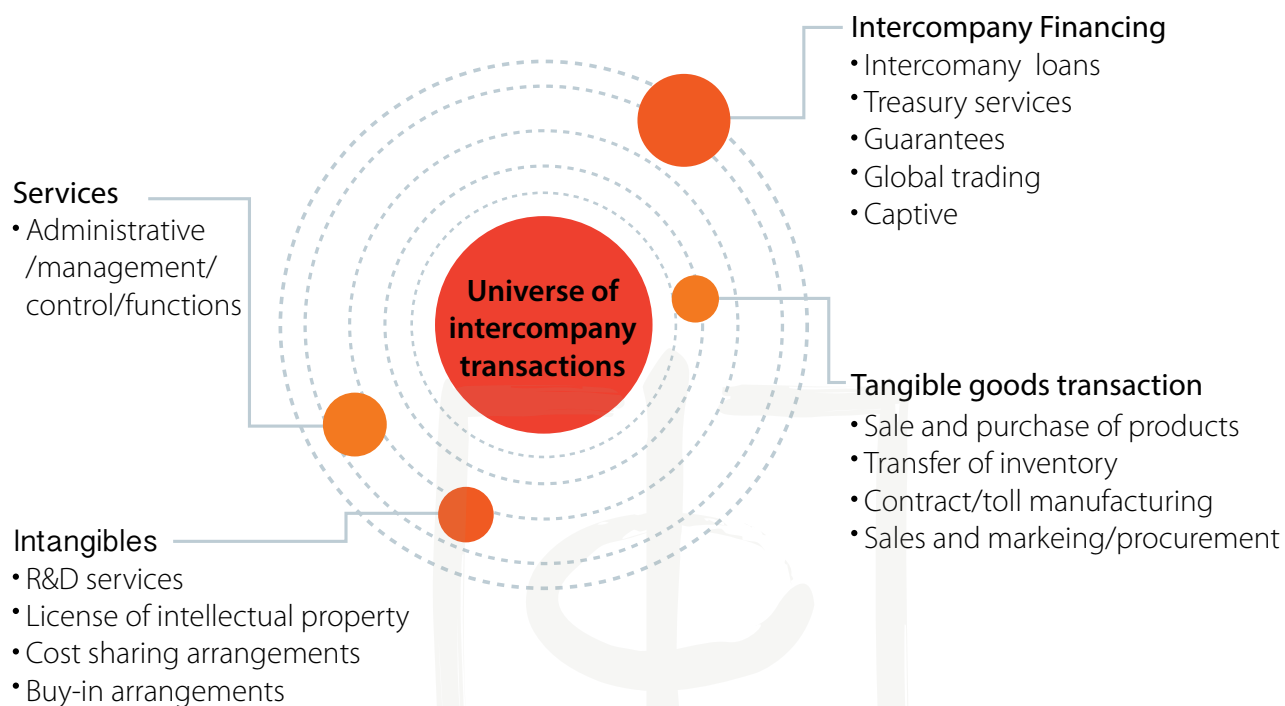 Intercompany Financing
• Intercomany loans
• Treasury services
• Guarantees
• Global trading
• Captive
Services
• Administrative
/management/
control/functions
Universe of
intercompany
transactions
Tangible goods transaction
• Sale and purchase of products
• Transfer of inventory
• Contract/toll manufacturing
• Sales and markeing/procurement
Intangibles
• R&D services
• License of intellectual property
• Cost sharing arrangements
• Buy-in arrangements